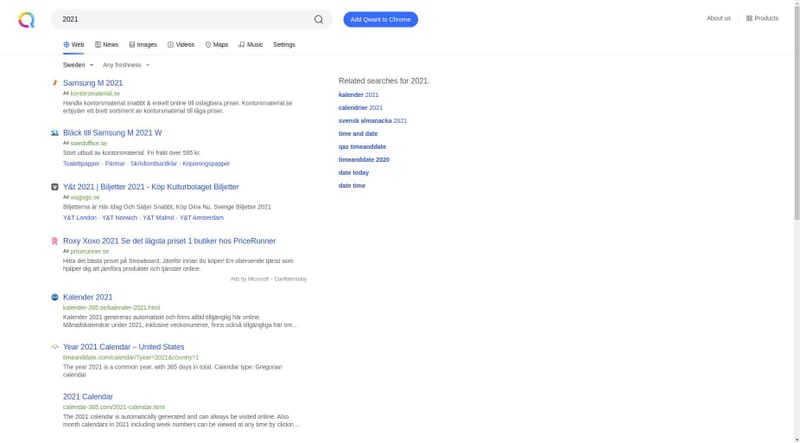 2021
Add Qwant to Chrome
About us
Products
Web
News
Images
Videos
Maps
Music
Settings
Sweden
Any freshness
Samsung M 2021
Ad kontorsmaterial.se
Handla kontorsmaterial snabbt & enkelt online till oslagbara priser. Kontorsmaterial.se
erbjuder ett brett sortiment av kontorsmaterial till låga priser.
Bläck till Samsung M 2021 W
Ad swedoffice.se
Stort utbud av kontorsmaterial. Fri frakt över 595 kr.
Toalettpapper · Pärmar · Skrivbordsartiklar · Kopieringspapper
Y&t 2021 | Biljetter 2021 - Köp Kulturbolaget Biljetter
Ad viagogo.se
Biljetterna är Här Idag Och Säljer Snabbt, Köp Dina Nu, Sverige Biljetter 2021
Y&T London · Y&T Norwich · Y&T Malmö · Y&T Amsterdam
Roxy Xoxo 2021 Se det lägsta priset 1 butiker hos PriceRunner
Ad pricerunner.se
Hitta det bästa priset på Snowboard. Jämför innan du köper! En oberoende tjänst som
hjälper dig att jämföra produkter och tjänster online.
Ads by Microsoft - Confidentiality
Kalender 2021
kalender-365.se/kalender-2021.html
Kalender 2021 genereras automatiskt och finns alltid tillgänglig här online.
Månadskalendrar under 2021, inklusive veckonummer, finns också tillgängliga här om…
Year 2021 Calendar – United States
timeanddate.com/calendar/?year=2021&country=1
The year 2021 is a common year, with 365 days in total. Calendar type: Gregorian
calendar
2021 Calendar
calendar-365.com/2021-calendar.html
The 2021 calendar is automatically generated and can always be visited online. Also
month calendars in 2021 including week numbers can be viewed at any time by clickin…
Related searches for 2021.
kalender 2021
calendrier 2021
svensk almanacka 2021
time and date
qaz timeanddate
timeanddate 2020
date today
date time